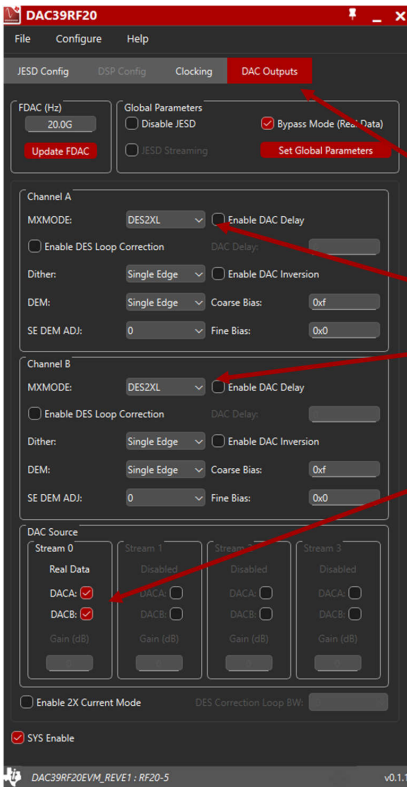 DAC39RF20
File Configure Help
JESD Config DSP Config Clocking DAC Outputs
FDAC (Hz) Global Parameters
20.0G Disable JESD Bypass Mode (Real Data)
Update FDAC JESD Streaming Set Global Parameters
Channel A
MXMODE: DES2XL Enable DAC Delay
Enable DES Loop Correction DAC Delay:
Dither: Single Edge Enable DAC Inversion
DEM: Single Edge Coarse Bias: 0xf
SE DEM ADJ: 0 Fine Bias: 0x0
Channel B
MXMODE: DES2XL Enable DAC Delay
Enable DES Loop Correction DAC Delay:
Dither: Single Edge Enable DAC Inversion
DEM: Single Edge Coarse Bias: 0xf
SE DEM ADJ: 0 Fine Bias: 0x0
DAC Source
Stream 0 Stream 1 Stream 2 Stream 3
Real Data Disabled Disabled Disabled
DACA: DACA: DACA: DACA:
DACB: DACB: DACB: DACB:
Gain (dB) Gain (dB) Gain (dB) Gain (dB)
Enable 2X Current Mode DES Correction Loop BW:
SYS Enable
DAC39RF20EVM_REVE1 : RF20-5 v0.1.1